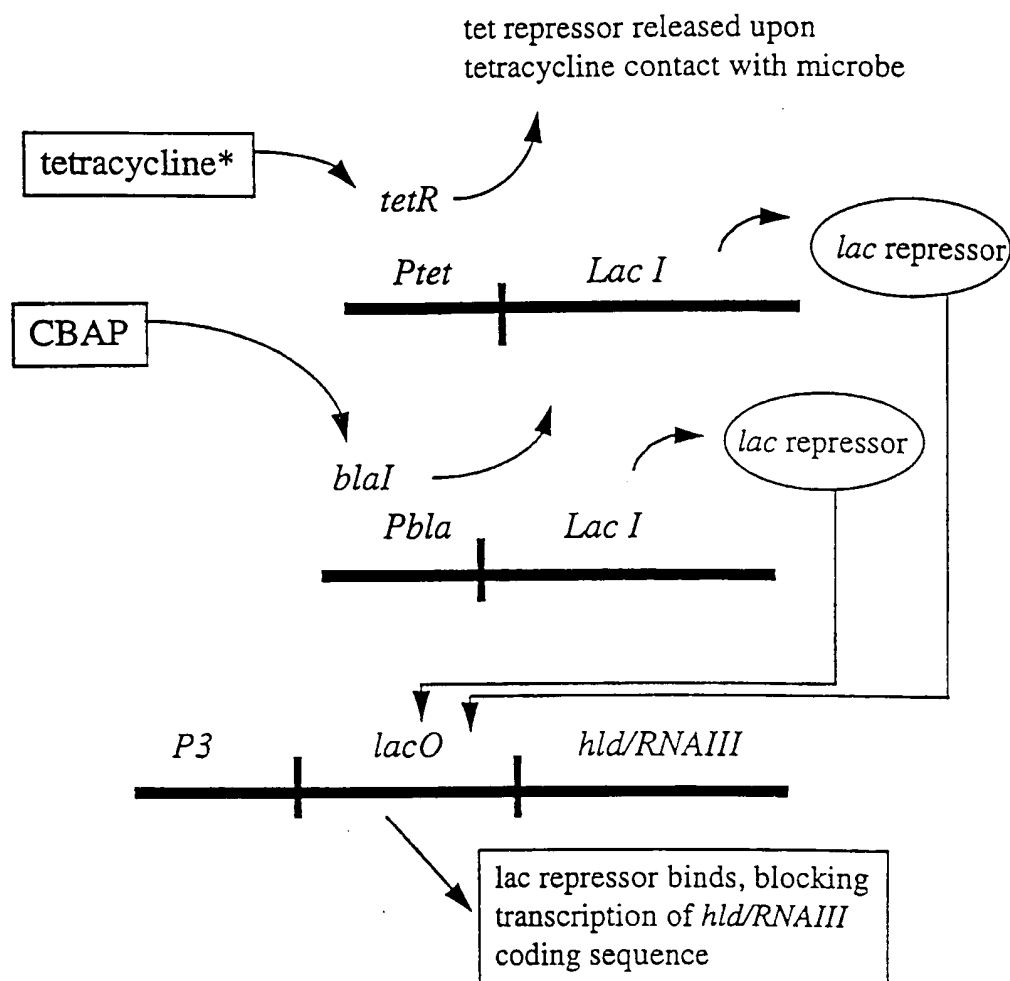 tet repressor released upon
tetracycline contact with microbe
tetracycline*
tetR
lac repressor
Ptet
Lac I
CBAP
lac repressor
blaI
Pbla
Lac I
P3
lacO
hld/RNAIII
lac repressor binds, blocking
transcription of hld/RNAIII
coding sequence